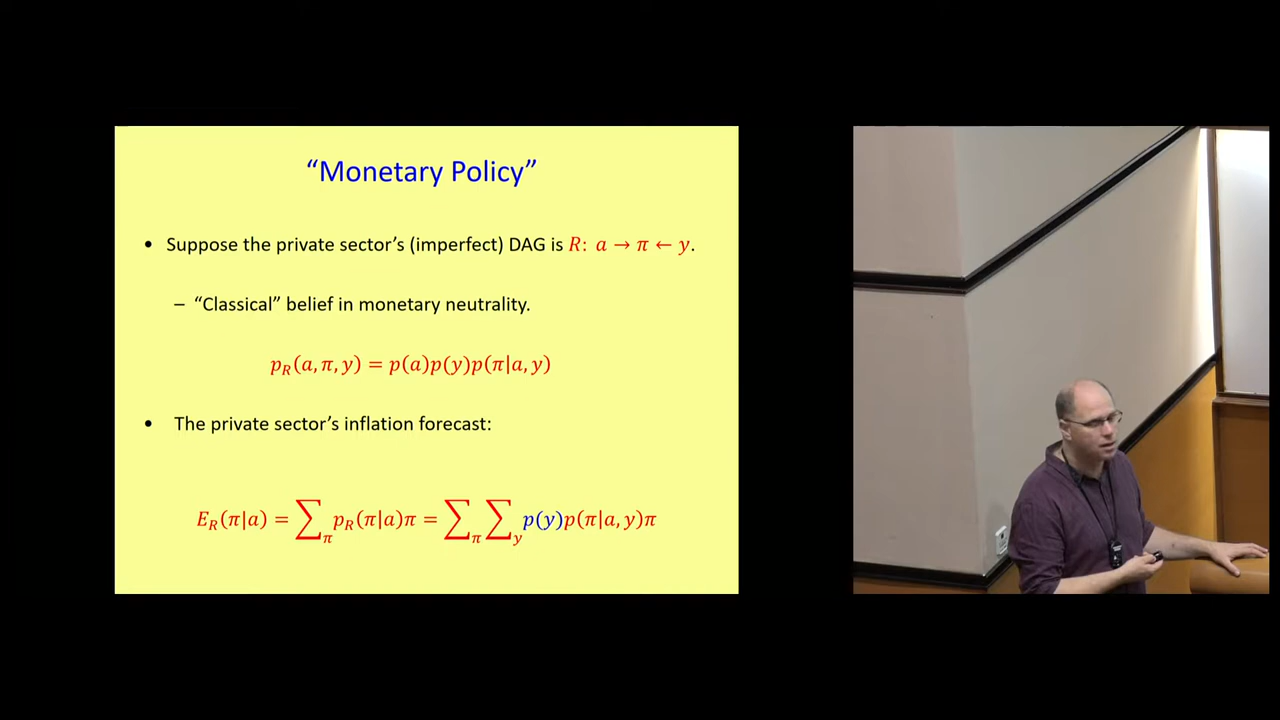 “Monetary Policy”
• Suppose the private sector’s (imperfect) DAG is R: a → π ← y.
– “Classical” belief in monetary neutrality.
p_R(a, π, y) = p(a)p(y)p(π|a, y)
• The private sector’s inflation forecast:
E_R(π|a) = ∑_π p_R(π|a)π = ∑_π ∑_y p(y)p(π|a, y)π